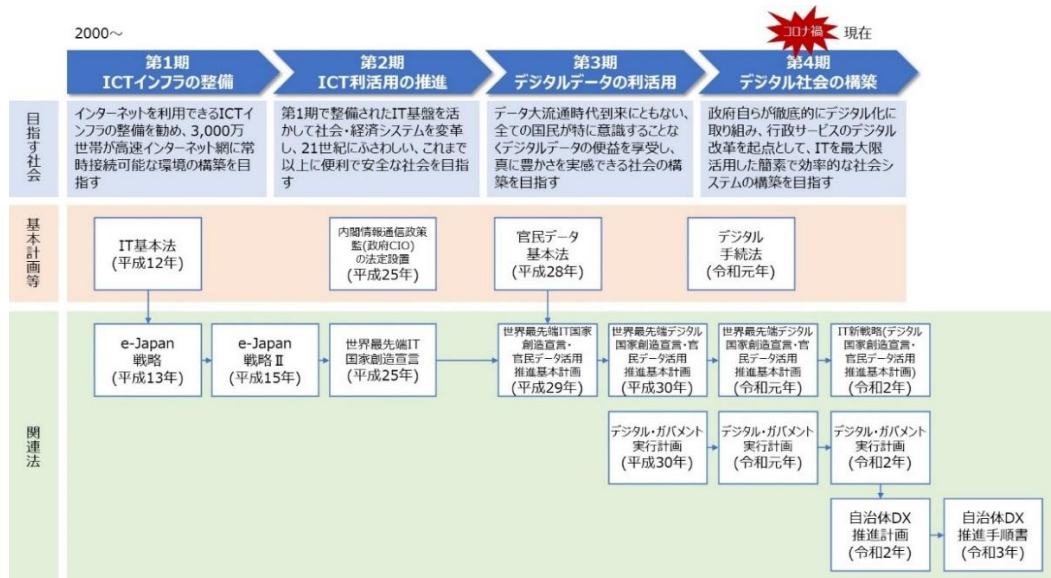 2000～
コロナ禍
現在
第1期
ICTインフラの整備
第2期
ICT利活用の推進
第3期
デジタルデータの利活用
第4期
デジタル社会の構築
目指す社会
インターネットを利用できるICTイ
ンフラの整備を勧め、3,000万
世帯が高速インターネット網に常
時接続可能な環境の構築を目
指す
第1期で整備されたIT基盤を活
かして社会・経済システムを変革
し、21世紀にふさわしい、これまで
以上に便利で安全な社会を目指
す
データ大流通時代到来にともない、
全ての国民が特に意識することな
くデジタルデータの便益を享受し、
真に豊かさを実感できる社会の構
築を目指す
政府自らが徹底的にデジタル化に
取り組み、行政サービスのデジタル
改革を起点として、ITを最大限
活用した簡素で効率的な社会シ
ステムの構築を目指す
基本計画等
IT基本法
(平成12年)
内閣情報通信政策
監(政府CIO)
の法定設置
(平成25年)
官民データ
基本法
(平成28年)
デジタル
手続法
(令和元年)
関連法
e-Japan
戦略
(平成13年)
e-Japan
戦略Ⅱ
(平成15年)
世界最先端IT
国家創造宣言
(平成25年)
世界最先端IT国家
創造宣言・
官民データ活用
推進基本計画
(平成29年)
世界最先端デジタル
国家創造宣言・官
民データ活用
推進基本計画
(平成30年)
世界最先端デジタル
国家創造宣言・官
民データ活用
推進基本計画
(令和元年)
IT新戦略(デジタル
国家創造宣言・
官民データ活用
推進基本計画)
(令和2年)
デジタル・ガバメント
実行計画
(平成30年)
デジタル・ガバメント
実行計画
(令和元年)
デジタル・ガバメント
実行計画
(令和2年)
自治体DX
推進計画
(令和2年)
自治体DX
推進手順書
(令和3年)